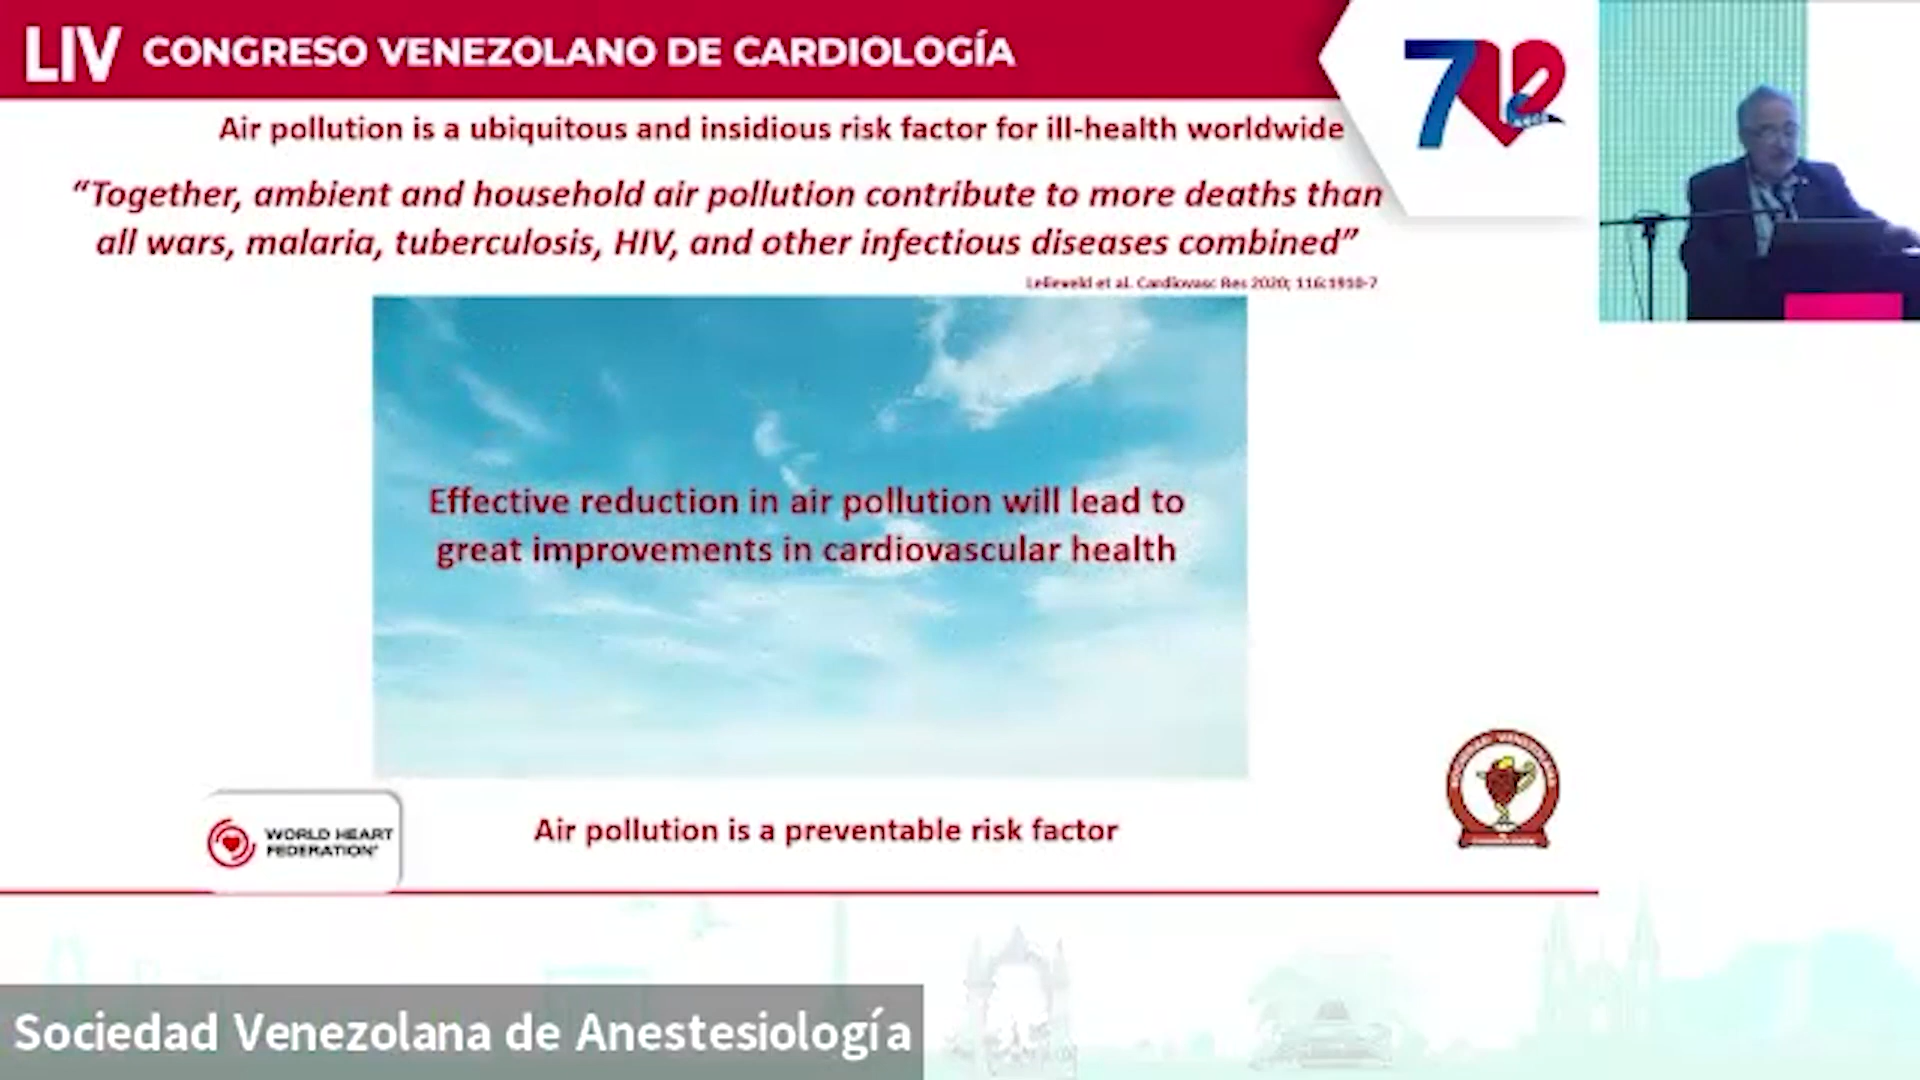 LIV CONGRESO VENEZOLANO DE CARDIOLOGÍA
Air pollution is a ubiquitous and insidious risk factor for ill-health worldwide
“Together, ambient and household air pollution contribute to more deaths than
all wars, malaria, tuberculosis, HIV, and other infectious diseases combined”
Lelieveld et al. Cardiovasc Res 2020; 116:1910-7
Effective reduction in air pollution will lead to
great improvements in cardiovascular health
WORLD HEART
FEDERATION
Air pollution is a preventable risk factor
Sociedad Venezolana de Anestesiología